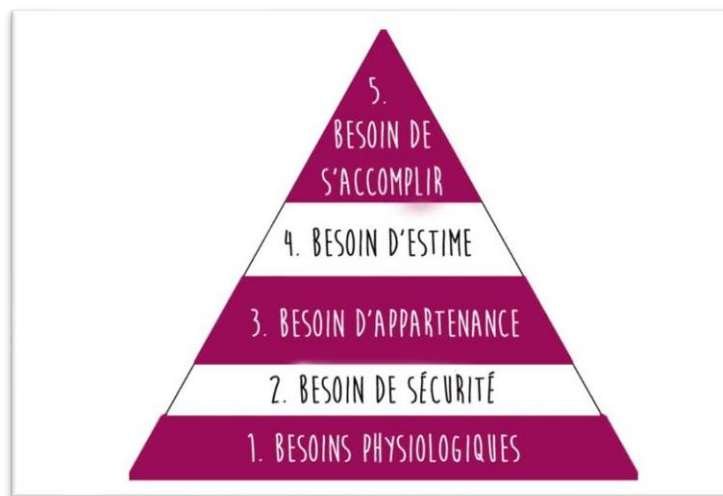 5.
BESOIN DE
S'ACCOMPLIR
4. BESOIN D'ESTIME
3. BESOIN D'APPARTENANCE
2. BESOIN DE SÉCURITÉ
1. BESOINS PHYSIOLOGIQUES